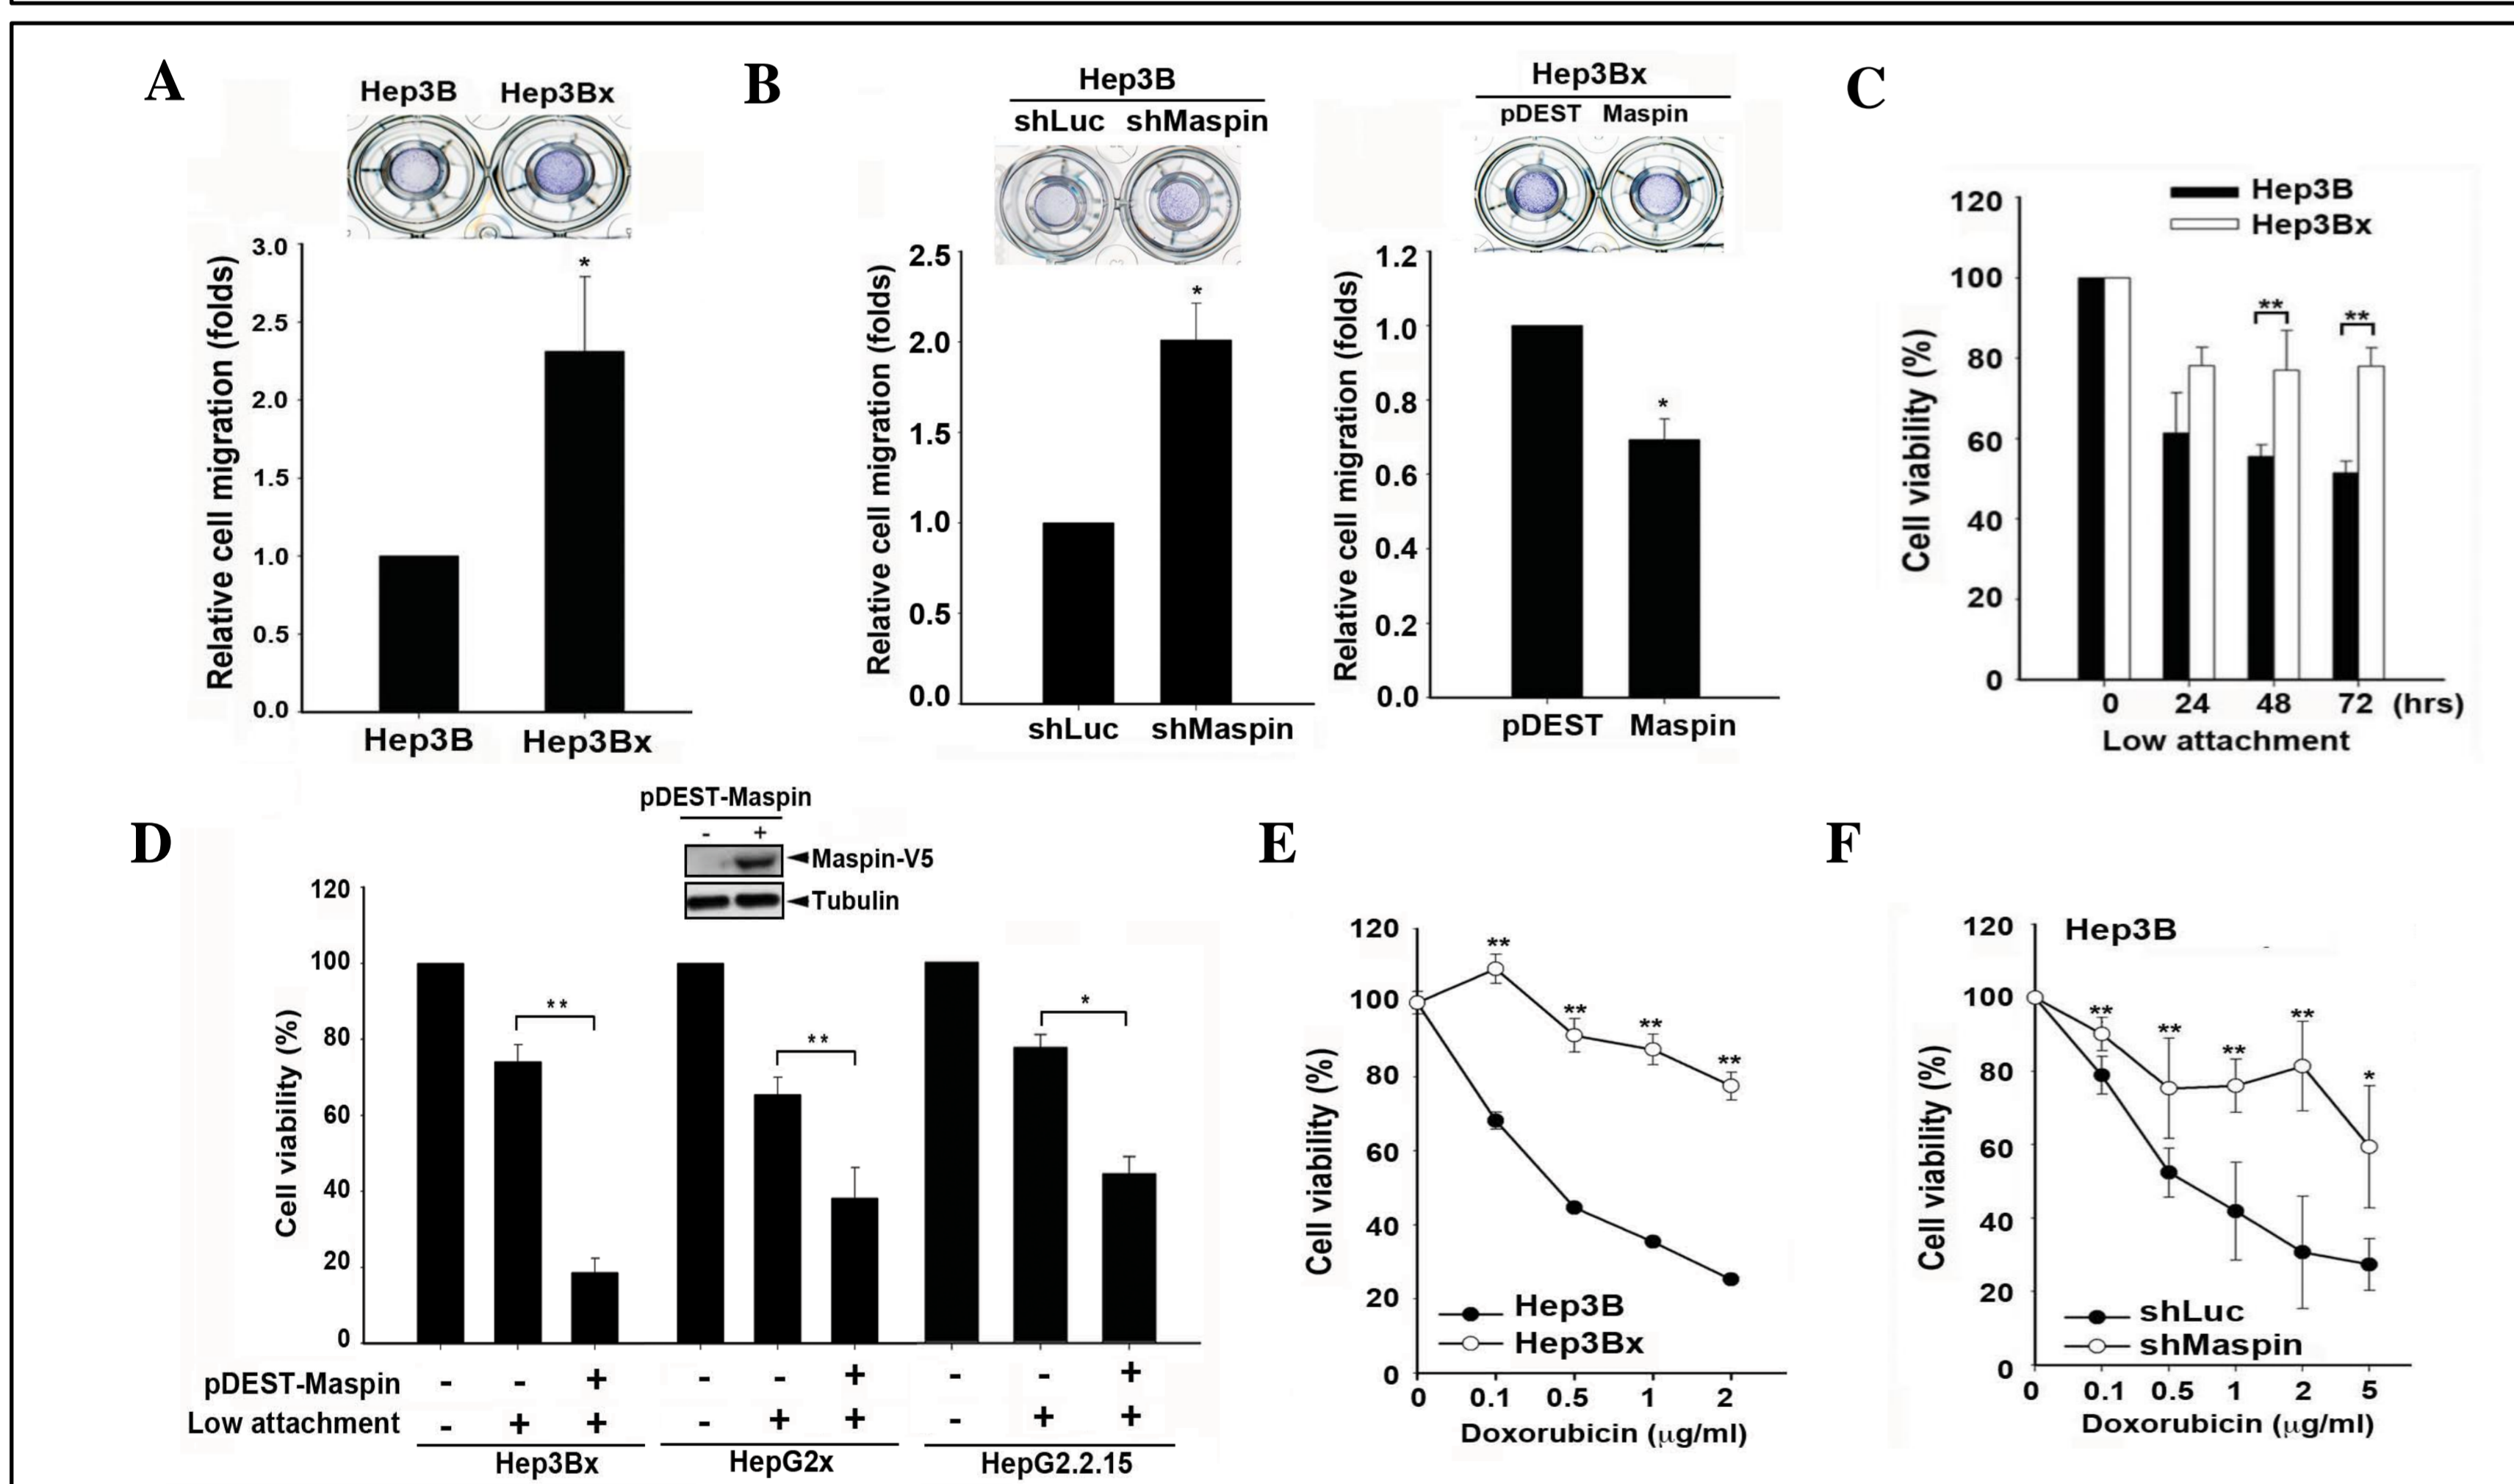 A
Hep3B Hep3Bx
Relative cell migration (folds)
3.0
2.5
2.0
1.5
1.0
0.5
0.0
*
Hep3B Hep3Bx
B
Hep3B
shLuc shMaspin
Relative cell migration (folds)
2.5
2.0
1.5
1.0
0.5
0.0
*
shLuc shMaspin
Hep3Bx
pDEST Maspin
Relative cell migration (folds)
1.2
1.0
0.8
0.6
0.4
0.2
0.0
*
pDEST Maspin
C
Hep3B
Hep3Bx
Cell viability (%)
120
100
80
60
40
20
0
** **
0 24 48 72 (hrs)
Low attachment
D
pDEST-Maspin
- +
Maspin-V5
Tubulin
Cell viability (%)
120
100
80
60
40
20
0
** ** *
pDEST-Maspin - - + - - + - - +
Low attachment - + + - + + - + +
Hep3Bx HepG2x HepG2.2.15
E
Cell viability (%)
120
100
80
60
40
20
0
** ** ** **
Hep3B
Hep3Bx
0 0.1 0.5 1 2
Doxorubicin (µg/ml)
F
Hep3B
Cell viability (%)
120
100
80
60
40
20
0
** ** ** ** *
shLuc
shMaspin
0 0.1 0.5 1 2 5
Doxorubicin (µg/ml)